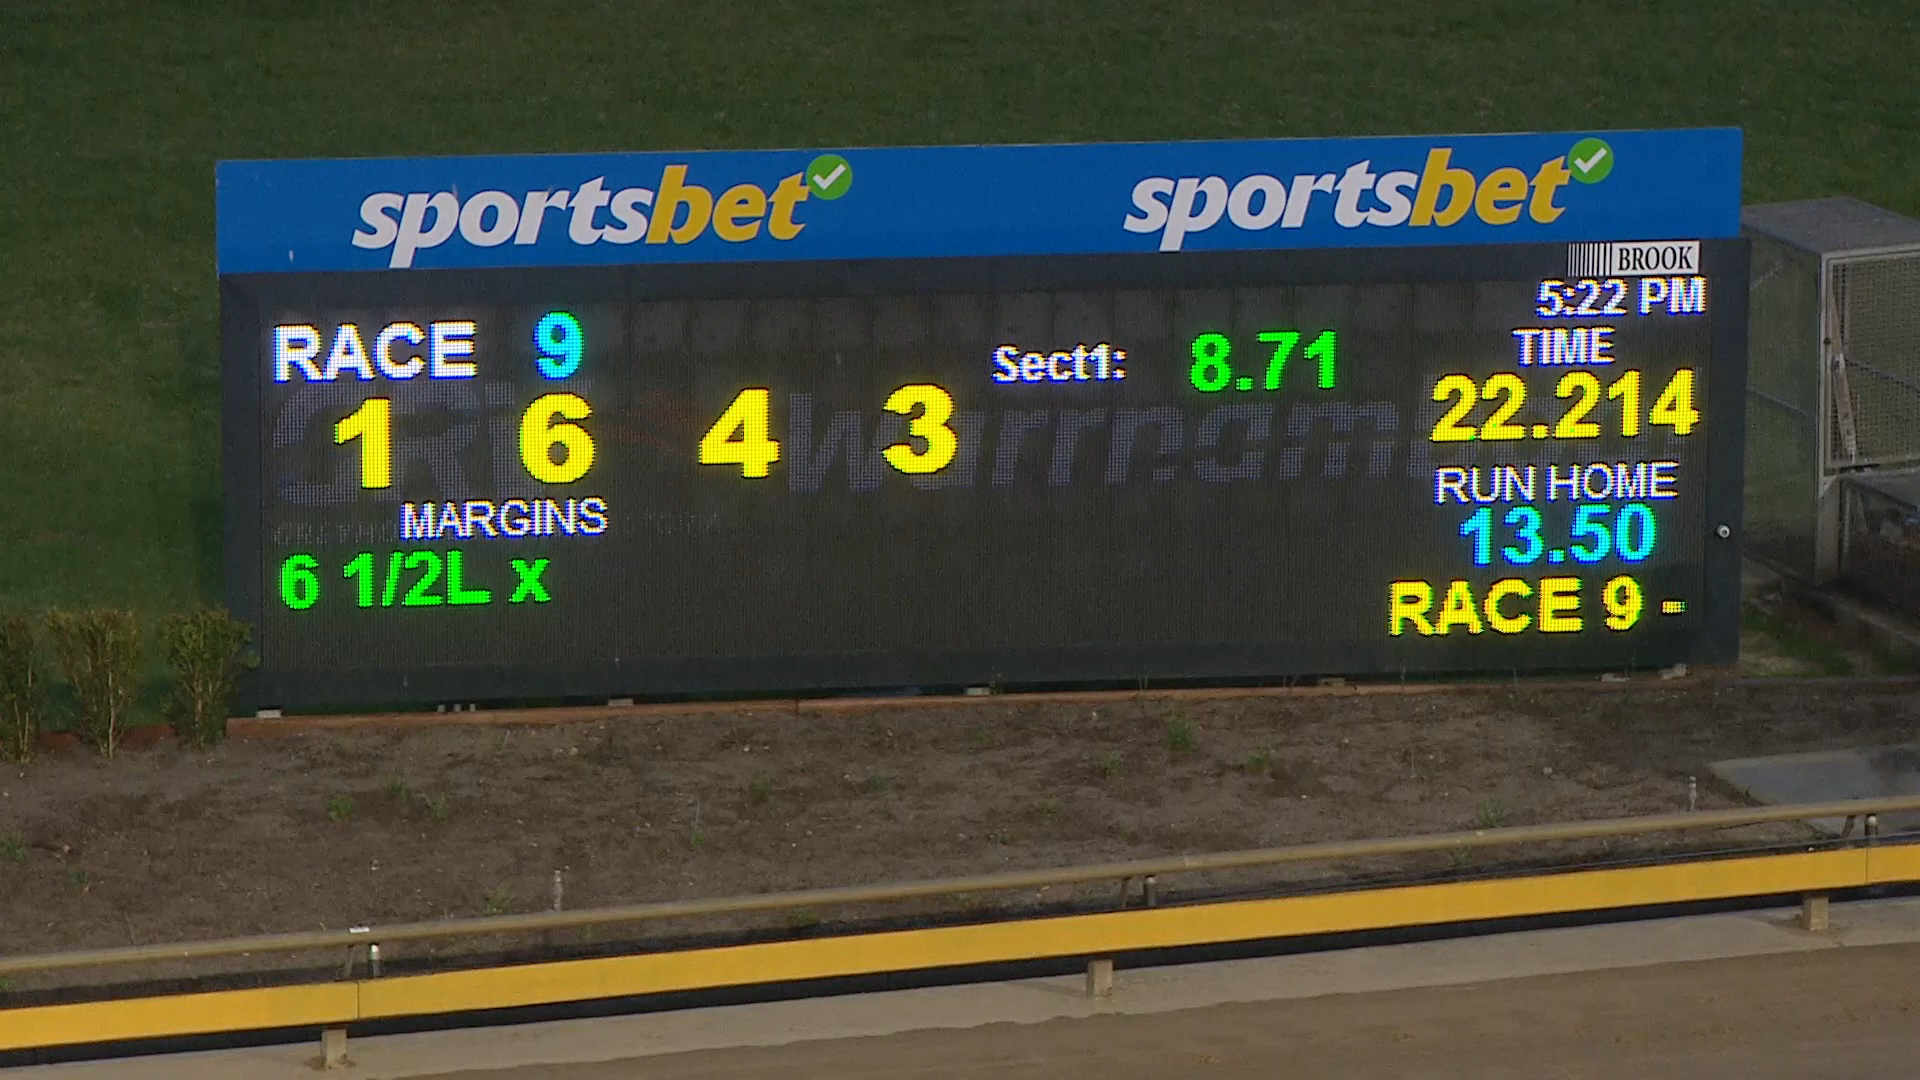 sportsbet sportsbet
BROOK
5:22 PM
RACE 9
Sect1: 8.71
TIME
22.214
1 6 4 3
RUN HOME
13.50
MARGINS
6 1/2L x
RACE 9 -